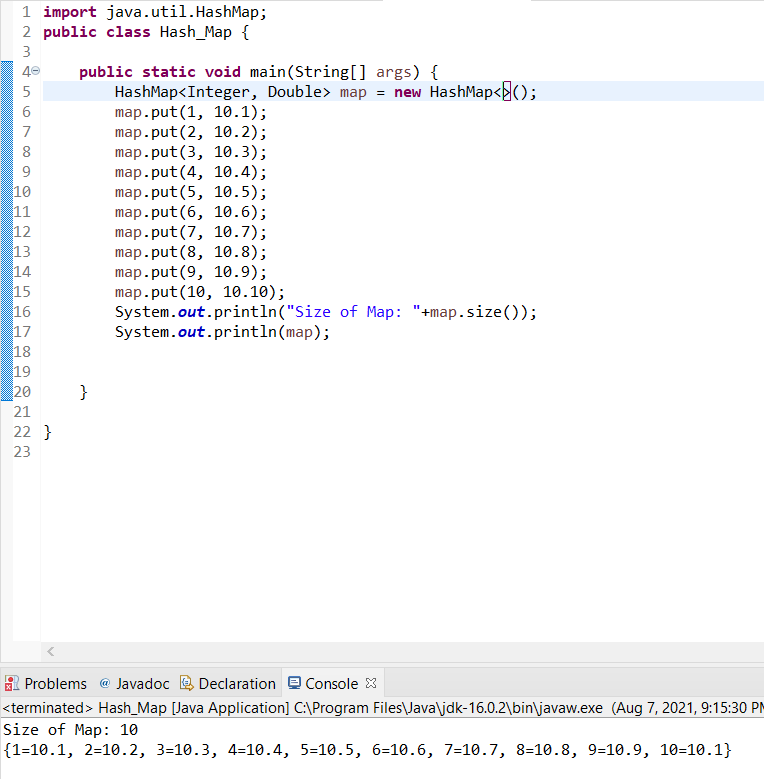 1 import java.util.HashMap;
2 public class Hash_Map {
3
4 public static void main(String[] args) {
5 HashMap<Integer, Double> map = new HashMap<>();
6 map.put(1, 10.1);
7 map.put(2, 10.2);
8 map.put(3, 10.3);
9 map.put(4, 10.4);
10 map.put(5, 10.5);
11 map.put(6, 10.6);
12 map.put(7, 10.7);
13 map.put(8, 10.8);
14 map.put(9, 10.9);
15 map.put(10, 10.10);
16 System.out.println("Size of Map: "+map.size());
17 System.out.println(map);
18
19
20 }
21
22 }
23
Problems @ Javadoc Declaration Console
<terminated> Hash_Map [Java Application] C:\Program Files\Java\jdk-16.0.2\bin\javaw.exe (Aug 7, 2021, 9:15:30 PM
Size of Map: 10
{1=10.1, 2=10.2, 3=10.3, 4=10.4, 5=10.5, 6=10.6, 7=10.7, 8=10.8, 9=10.9, 10=10.1}